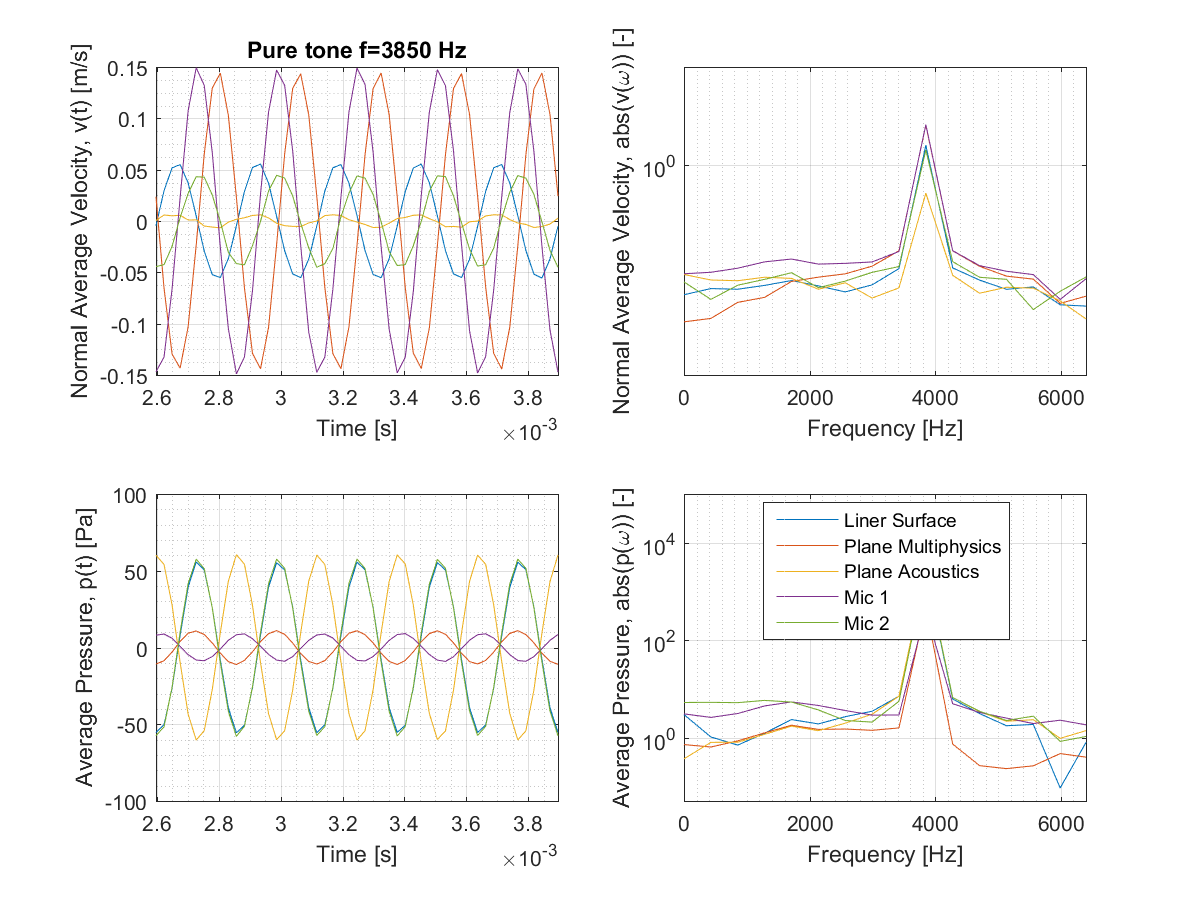 Pure tone f=3850 Hz
Normal Average Velocity, v(t) [m/s]
0.15
0.1
0.05
0
-0.05
-0.1
-0.15
2.6 2.8 3 3.2 3.4 3.6 3.8
Time [s]
×10-3
Normal Average Velocity, abs(v(ω)) [-]
100
0 2000 4000 6000
Frequency [Hz]
Average Pressure, p(t) [Pa]
100
50
0
-50
-100
2.6 2.8 3 3.2 3.4 3.6 3.8
Time [s]
×10-3
Average Pressure, abs(p(ω)) [-]
104
102
100
Liner Surface
Plane Multiphysics
Plane Acoustics
Mic 1
Mic 2
0 2000 4000 6000
Frequency [Hz]